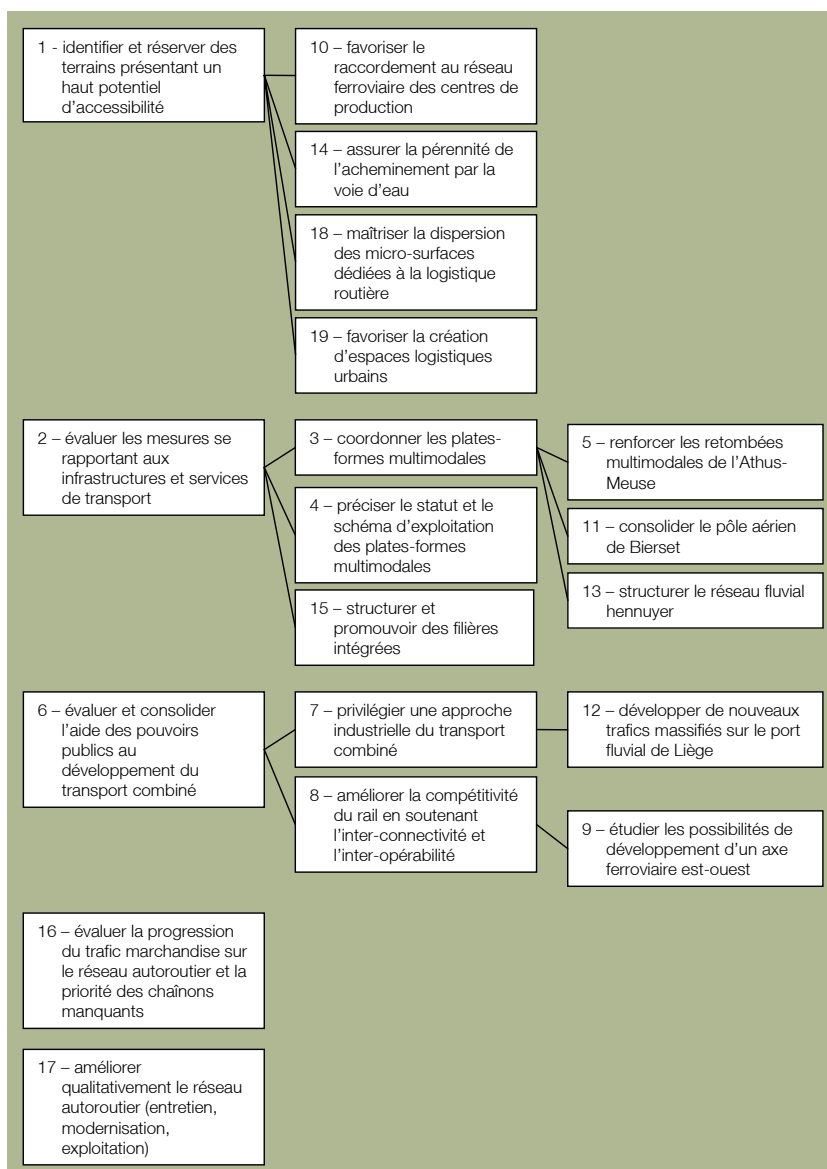 1 - identifier et réserver des
terrains présentant un
haut potentiel
d'accessibilité
10 – favoriser le
raccordement au réseau
ferroviaire des centres de
production
14 – assurer la pérennité de
l'acheminement par la
voie d'eau
18 – maîtriser la dispersion
des micro-surfaces
dédiées à la logistique
routière
19 – favoriser la création
d'espaces logistiques
urbains
2 – évaluer les mesures se
rapportant aux
infrastructures et services
de transport
3 – coordonner les plates-
formes multimodales
4 – préciser le statut et le
schéma d'exploitation
des plates-formes
multimodales
15 – structurer et
promouvoir des filières
intégrées
5 – renforcer les retombées
multimodales de l'Athus-
Meuse
11 – consolider le pôle aérien
de Bierset
13 – structurer le réseau fluvial
hennuyer
6 – évaluer et consolider
l'aide des pouvoirs
publics au
développement du
transport combiné
7 – privilégier une approche
industrielle du transport
combiné
8 – améliorer la compétitivité
du rail en soutenant
l'inter-connectivité et
l'inter-opérabilité
12 – développer de nouveaux
trafics massifiés sur le port
fluvial de Liège
9 – étudier les possibilités de
développement d'un axe
ferroviaire est-ouest
16 – évaluer la progression
du trafic marchandise sur
le réseau autoroutier et la
priorité des chaînons
manquants
17 – améliorer
qualitativement le réseau
autoroutier (entretien,
modernisation,
exploitation)